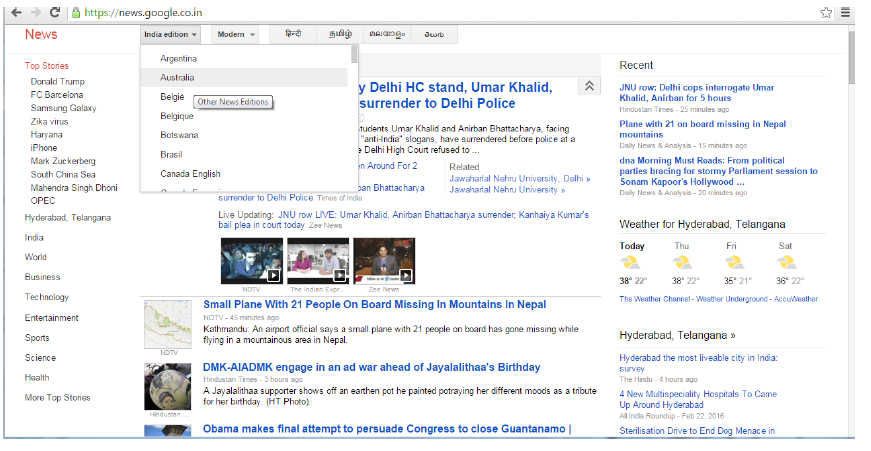 https://news.google.co.in
News
India edition
Modern
हिन्दी
தமிழ்
മലയാളം
తెలుగు
Argentina
Australia
België
Other News Editions
Belgique
Botswana
Brasil
Canada English
Top Stories
Donald Trump
FC Barcelona
Samsung Galaxy
Zika virus
Haryana
iPhone
Mark Zuckerberg
South China Sea
Mahendra Singh Dhoni
OPEC
Hyderabad, Telangana
India
World
Business
Technology
Entertainment
Sports
Science
Health
More Top Stories
y Delhi HC stand, Umar Khalid,
surrender to Delhi Police
tudents Umar Khalid and Anirban Bhattacharya, facing
"anti-India" slogans, have surrendered before police at a
e Delhi High Court refused to ...
en Around For 2
Related
Jawaharlal Nehru University, Delhi »
Jawaharlal Nehru University »
ban Bhattacharya
surrender to Delhi Police Times of India
Live Updating: JNU row LIVE: Umar Khalid, Anirban Bhattacharya surrender; Kanhaiya Kumar's
bail plea in court today Zee News
NDTV
The Indian Expr...
Zee News
Small Plane With 21 People On Board Missing In Mountains In Nepal
NDTV - 45 minutes ago
Kathmandu: An airport official says a small plane with 21 people on board has gone missing while
flying in a mountainous area in Nepal.
NDTV
DMK-AIADMK engage in an ad war ahead of Jayalalithaa's Birthday
Hindustan Times - 3 hours ago
A Jayalalithaa supporter shows off an earthen pot he painted potraying her different moods as a tribute
for her birthday. (HT Photo).
Hindustan ...
Obama makes final attempt to persuade Congress to close Guantanamo |
Recent
JNU row: Delhi cops interrogate Umar
Khalid, Anirban for 5 hours
Hindustan Times - 25 minutes ago
Plane with 21 on board missing in Nepal
mountains
Daily News & Analysis - 15 minutes ago
dna Morning Must Reads: From political
parties bracing for stormy Parliament session to
Sonam Kapoor's Hollywood ...
Daily News & Analysis - 20 minutes ago
Weather for Hyderabad, Telangana
Today Thu Fri Sat
38° 22° 38° 22° 35° 21° 36° 22°
The Weather Channel - Weather Underground - AccuWeather
Hyderabad, Telangana »
Hyderabad the most liveable city in India:
survey
The Hindu - 4 hours ago
4 New Multispeciality Hospitals To Came
Up Around Hyderabad
All India Roundup - Feb 22, 2016
Sterilisation Drive to End Dog Menace in